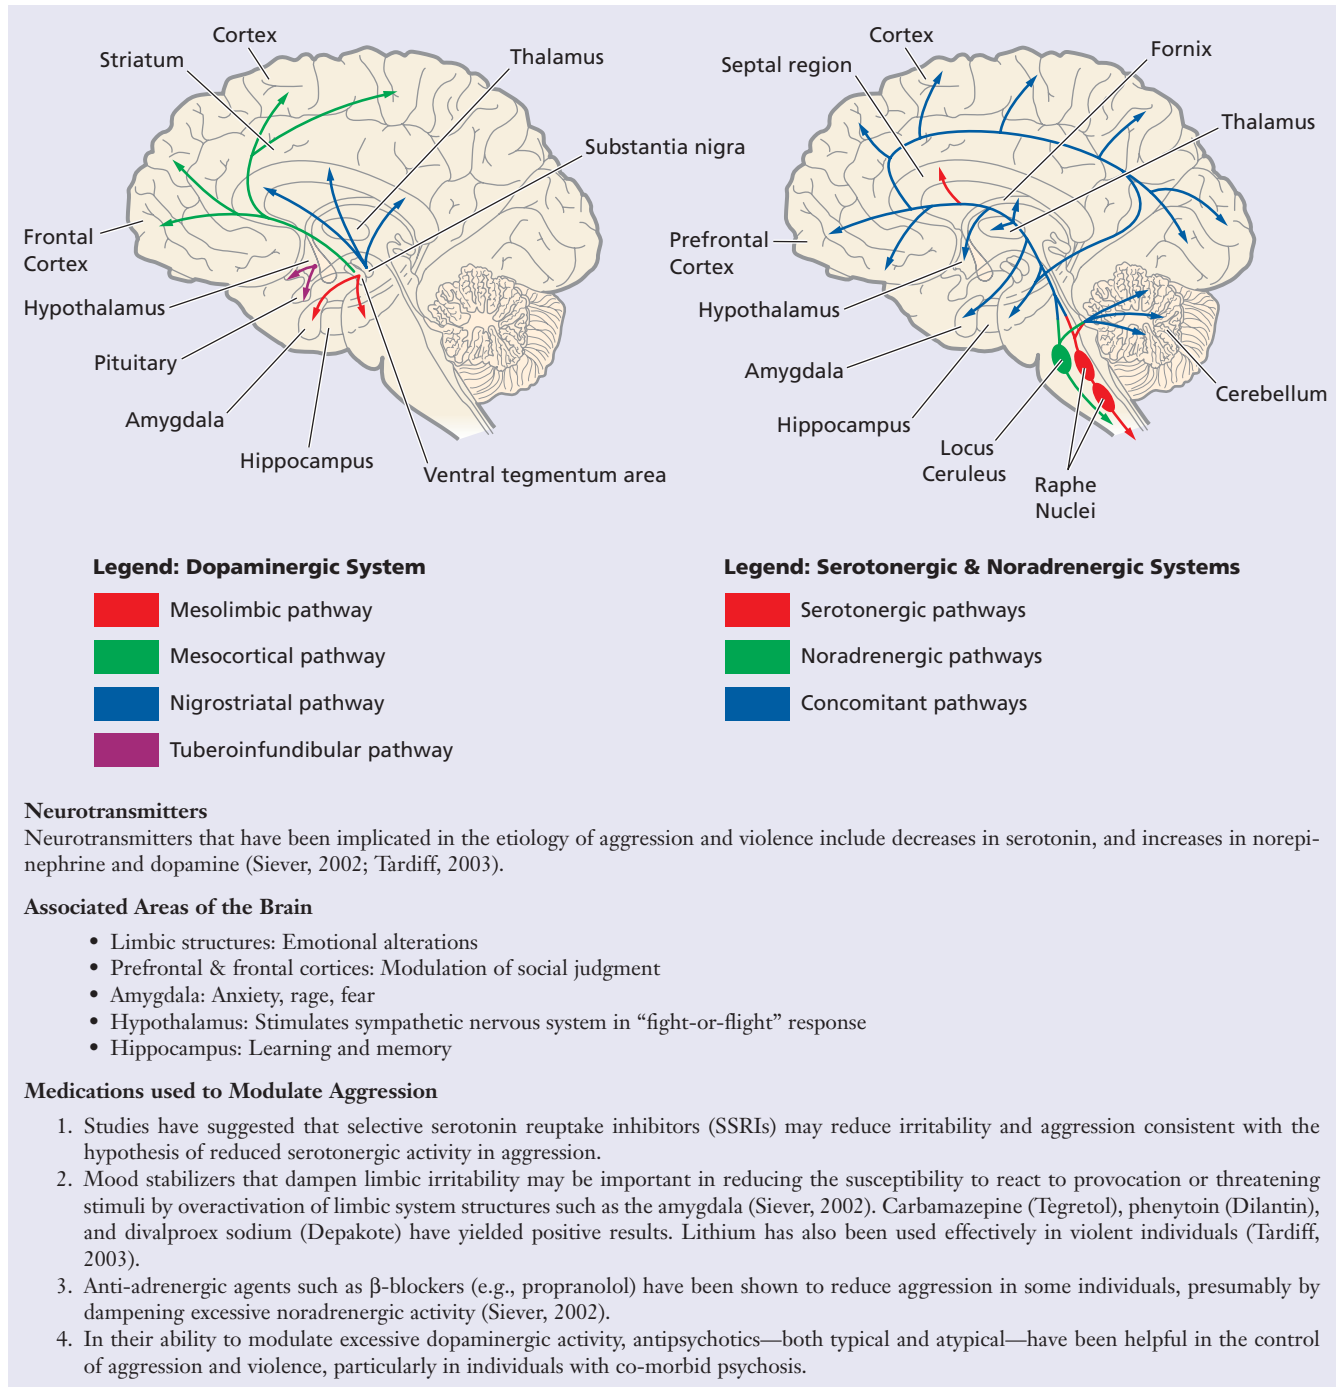 Cortex
Striatum
Thalamus
Substantia nigra
Frontal
Cortex
Hypothalamus
Pituitary
Amygdala
Hippocampus
Ventral tegmentum area
Cortex
Septal region
Fornix
Thalamus
Prefrontal
Cortex
Hypothalamus
Amygdala
Hippocampus
Locus
Ceruleus
Raphe
Nuclei
Cerebellum
Legend: Dopaminergic System
Mesolimbic pathway
Mesocortical pathway
Nigrostriatal pathway
Tuberoinfundibular pathway
Legend: Serotonergic & Noradrenergic Systems
Serotonergic pathways
Noradrenergic pathways
Concomitant pathways
Neurotransmitters
Neurotransmitters that have been implicated in the etiology of aggression and violence include decreases in serotonin, and increases in norepi-
nephrine and dopamine (Siever, 2002; Tardiff, 2003).
Associated Areas of the Brain
• Limbic structures: Emotional alterations
• Prefrontal & frontal cortices: Modulation of social judgment
• Amygdala: Anxiety, rage, fear
• Hypothalamus: Stimulates sympathetic nervous system in “fight-or-flight” response
• Hippocampus: Learning and memory
Medications used to Modulate Aggression
1. Studies have suggested that selective serotonin reuptake inhibitors (SSRIs) may reduce irritability and aggression consistent with the
hypothesis of reduced serotonergic activity in aggression.
2. Mood stabilizers that dampen limbic irritability may be important in reducing the susceptibility to react to provocation or threatening
stimuli by overactivation of limbic system structures such as the amygdala (Siever, 2002). Carbamazepine (Tegretol), phenytoin (Dilantin),
and divalproex sodium (Depakote) have yielded positive results. Lithium has also been used effectively in violent individuals (Tardiff,
2003).
3. Anti-adrenergic agents such as β-blockers (e.g., propranolol) have been shown to reduce aggression in some individuals, presumably by
dampening excessive noradrenergic activity (Siever, 2002).
4. In their ability to modulate excessive dopaminergic activity, antipsychotics—both typical and atypical—have been helpful in the control
of aggression and violence, particularly in individuals with co-morbid psychosis.